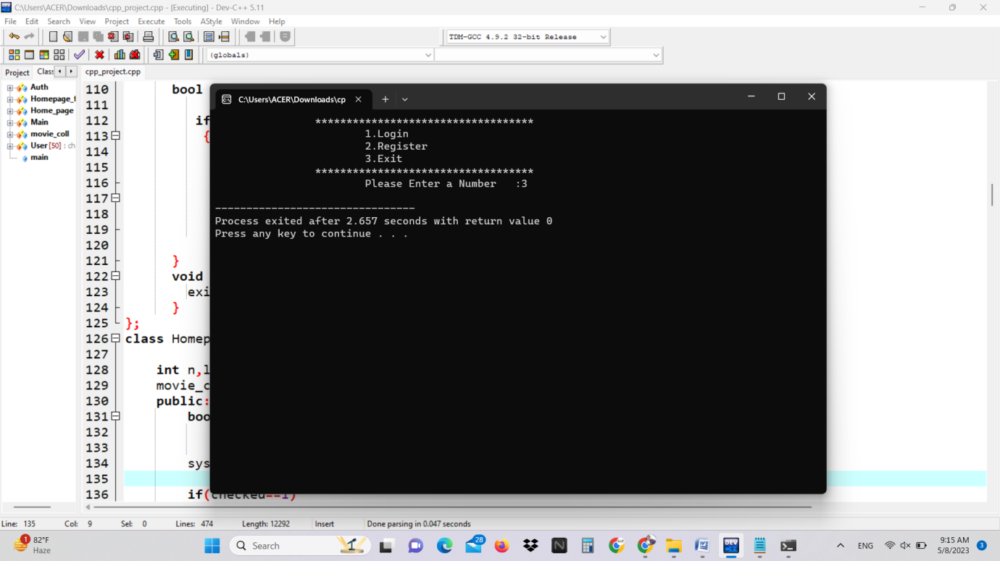 C:\Users\ACER\Downloads\cpp_project.cpp - [Executing] - Dev-C++ 5.11
File Edit Search View Project Execute Tools AStyle Window Help
TDM-GCC 4.9.2 32-bit Release
(globals)
Project Clas cpp_project.cpp
Auth
Homepage_f
Home_page
Main
movie_coll
User [50] : ch
main
110 bool
111
112 if
113 {
114
115
116
117
118
119
120
121 }
122 void
123 exi
124 }
125 };
126 class Homep
127
128 int n,l
129 movie_c
130 public:
131 boo
132
133
134 sys
135
136 if(checked==1)
C:\Users\ACER\Downloads\cp
***********************************
1.Login
2.Register
3.Exit
***********************************
Please Enter a Number :3
--------------------------------
Process exited after 2.657 seconds with return value 0
Press any key to continue . . .
Line: 135 Col: 9 Sel: 0 Lines: 474 Length: 12292 Insert Done parsing in 0.047 seconds
1 82°F
Haze
Search
28
DEV
ENG
9:15 AM
5/8/2023
3